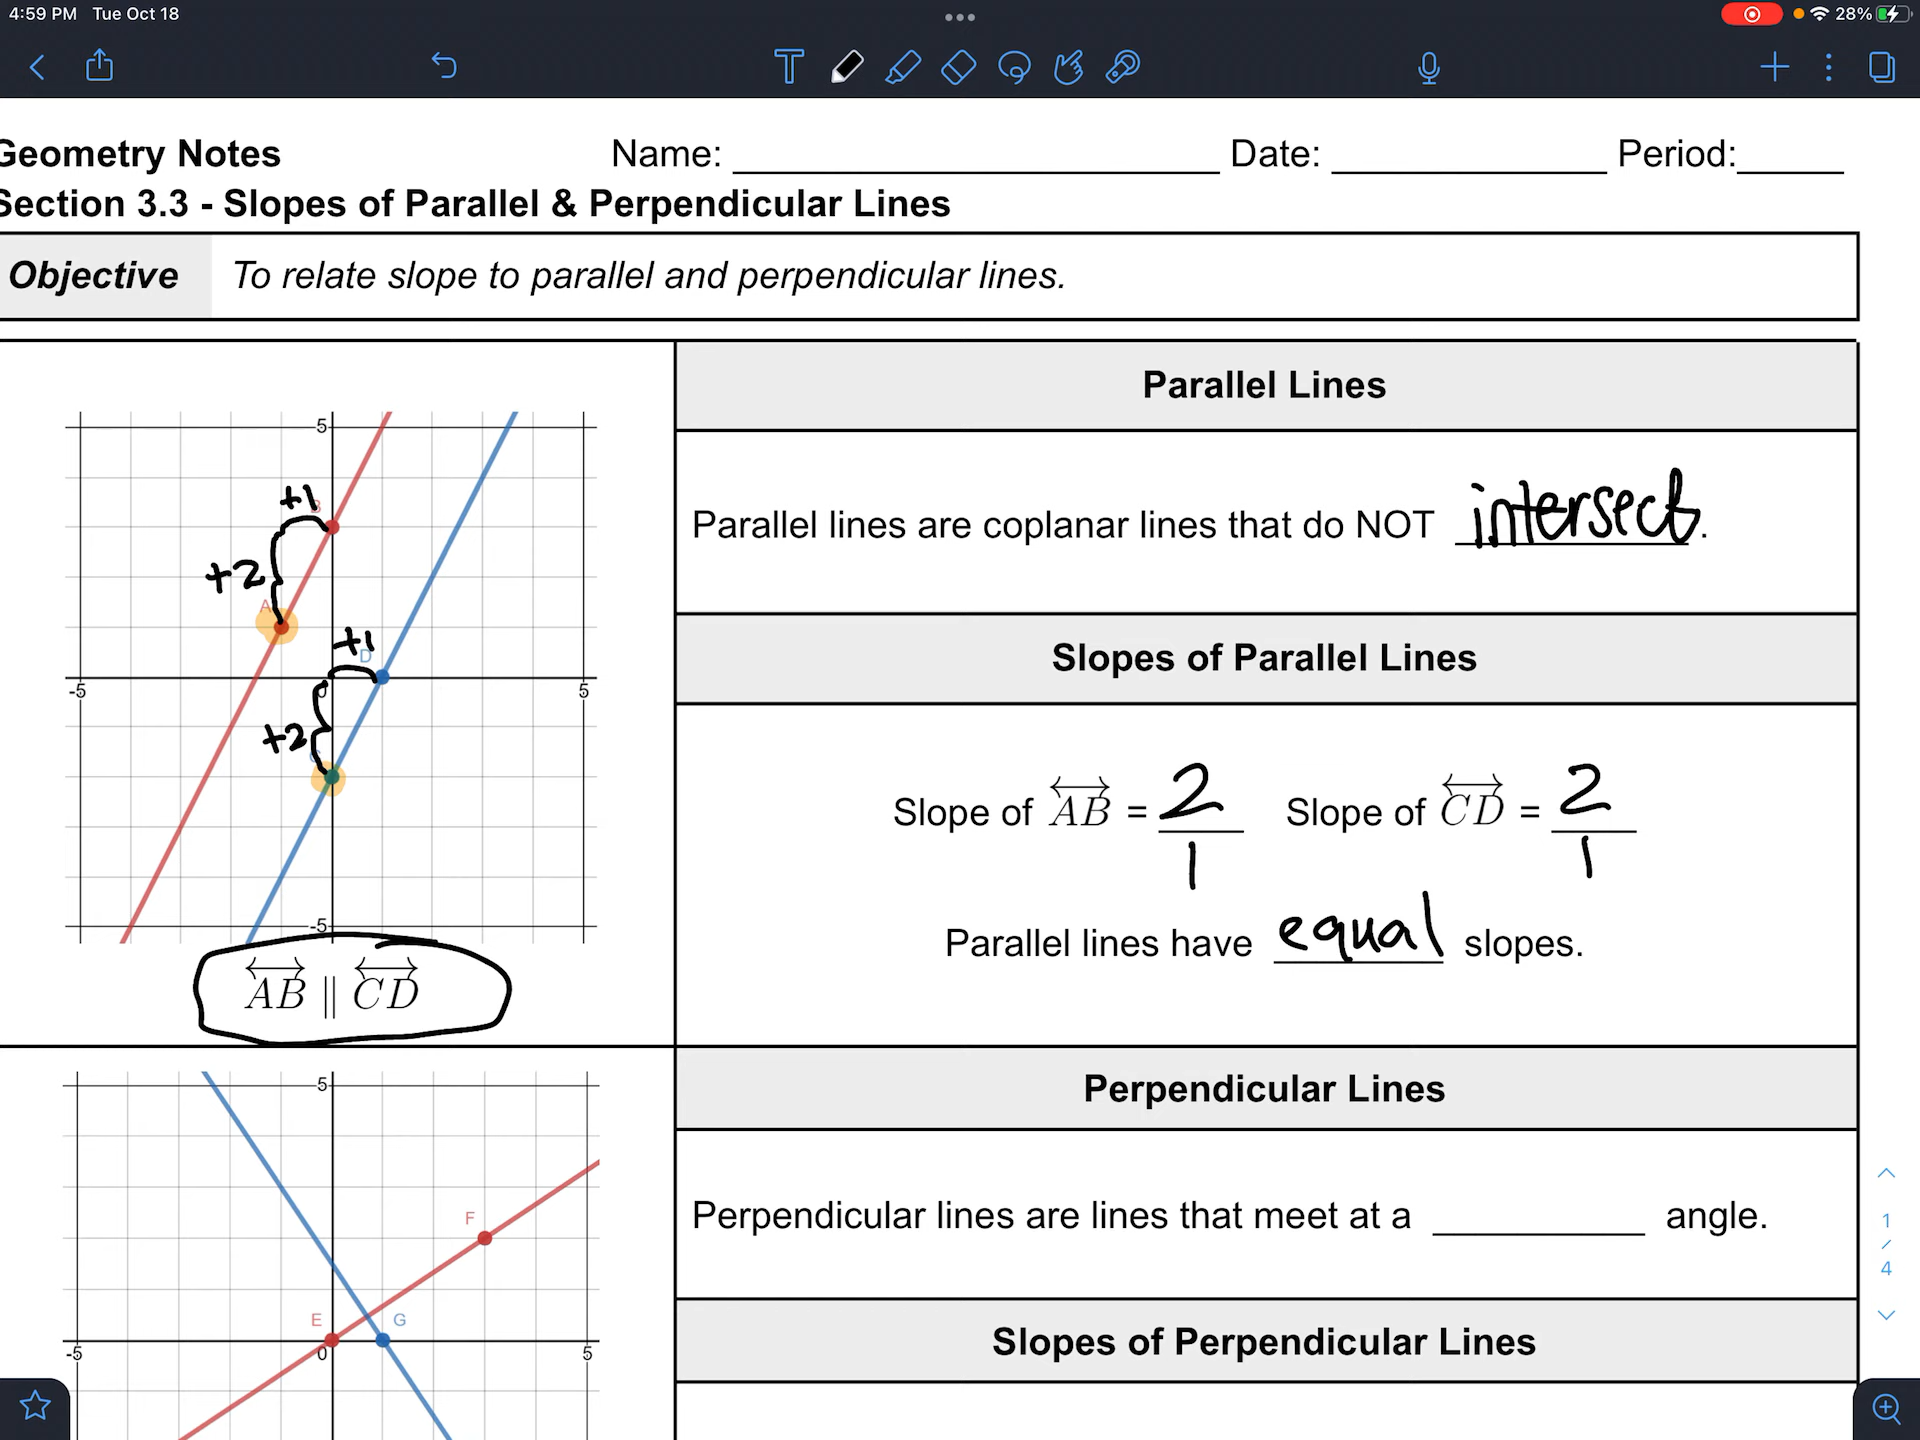 4:59 PM Tue Oct 18
28%
Geometry Notes Name: Date: Period:
Section 3.3 - Slopes of Parallel & Perpendicular Lines
Objective To relate slope to parallel and perpendicular lines.
5
+1
B
+2
A
+1
D
-5
0
5
+2
C
-5
AB || CD
Parallel Lines
Parallel lines are coplanar lines that do NOT intersect.
Slopes of Parallel Lines
Slope of AB = 2/1 Slope of CD = 2/1
Parallel lines have equal slopes.
5
F
E
G
-5
0
5
Perpendicular Lines
Perpendicular lines are lines that meet at a angle.
Slopes of Perpendicular Lines
1
/
4